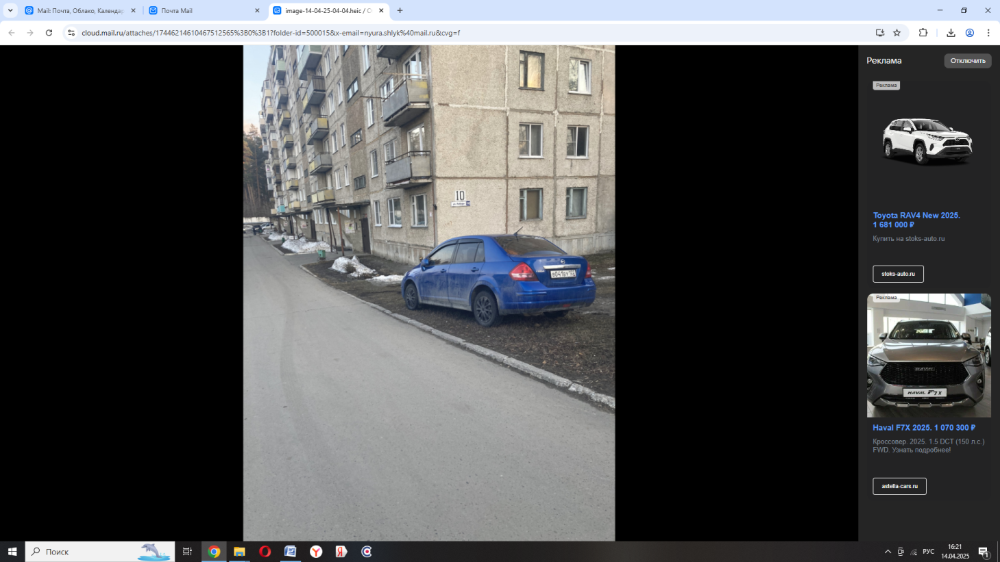 Mail: Почта, Облако, Календар
Почта Mail
image-14-04-25-04-04.heic / О
cloud.mail.ru/attaches/17446214610467512565%3B0%3B1?folder-id=500015&x-email=nyura.shlyk%40mail.ru&cvg=f
Реклама
Отключить
Реклама
10
Toyota RAV4 New 2025.
1 681 000 ₽
Купить на stoks-auto.ru
stoks-auto.ru
Реклама
HAVAL
HAVAL F7X
Haval F7X 2025. 1 070 300 ₽
Кроссовер. 2025. 1.5 DCT (150 л.с.)
FWD. Узнать подробнее!
astella-cars.ru
Поиск
РУС
16:21
14.04.2025
1